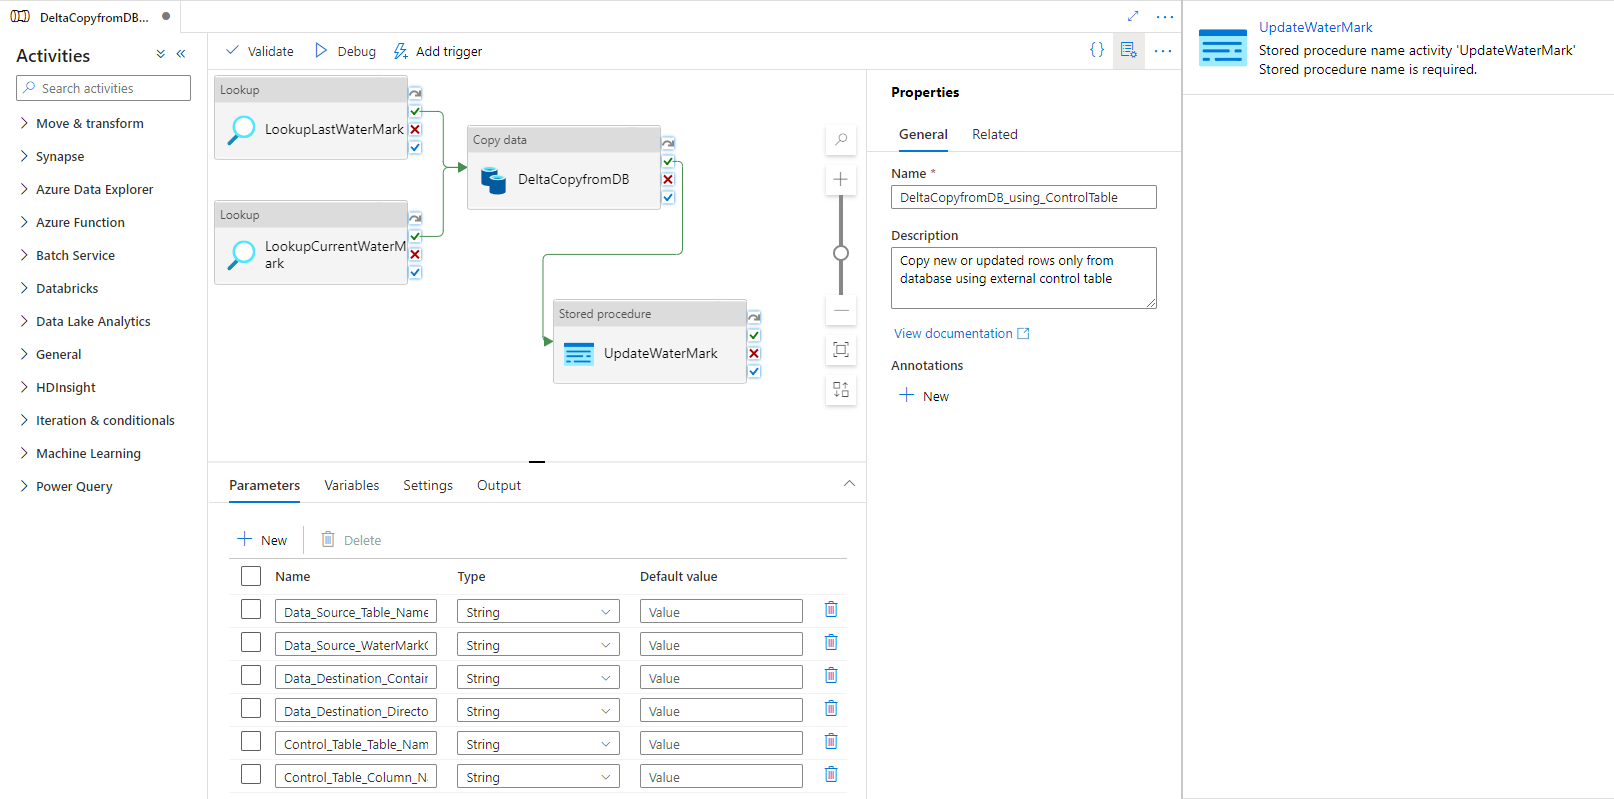 DeltaCopyfromDB...
Activities
Search activities
Move & transform
Synapse
Azure Data Explorer
Azure Function
Batch Service
Databricks
Data Lake Analytics
General
HDInsight
Iteration & conditionals
Machine Learning
Power Query
Validate
Debug
Add trigger
Lookup
LookupLastWaterMark
Lookup
LookupCurrentWaterM
ark
Copy data
DeltaCopyfromDB
Stored procedure
UpdateWaterMark
Parameters
Variables
Settings
Output
New
Delete
Name
Type
Default value
Data_Source_Table_Name
String
Value
Data_Source_WaterMark
String
Value
Data_Destination_Contair
String
Value
Data_Destination_Directo
String
Value
Control_Table_Table_Nam
String
Value
Control_Table_Column_N
String
Value
Properties
General
Related
Name *
DeltaCopyfromDB_using_ControlTable
Description
Copy new or updated rows only from
database using external control table
View documentation
Annotations
New
UpdateWaterMark
Stored procedure name activity 'UpdateWaterMark'
Stored procedure name is required.